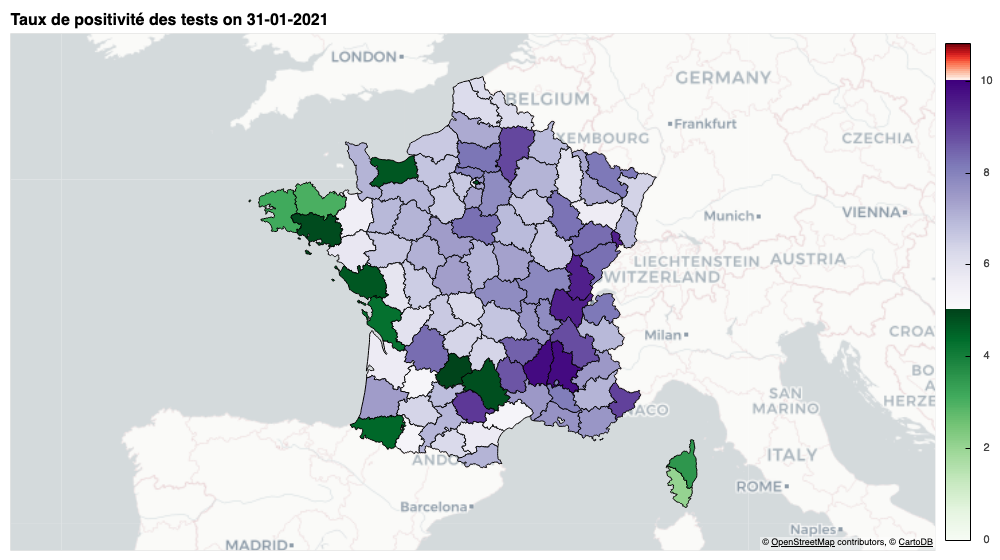 Taux de positivité des tests on 31-01-2021
LONDON
GERMANY
BELGIUM
XEMBOURG
Frankfurt
CZECHIA
10
8
Munich
VIENNA
LIECHTENSTEIN
AUSTRIA
WITZERLAND
6
Milan
CROA
4
BO
A
HERZE
SAN
MARINO
ACO
ITALY
ANDO
2
ROME
Barcelona
Naples
MADRID
0
© OpenStreetMap contributors, © CartoDB